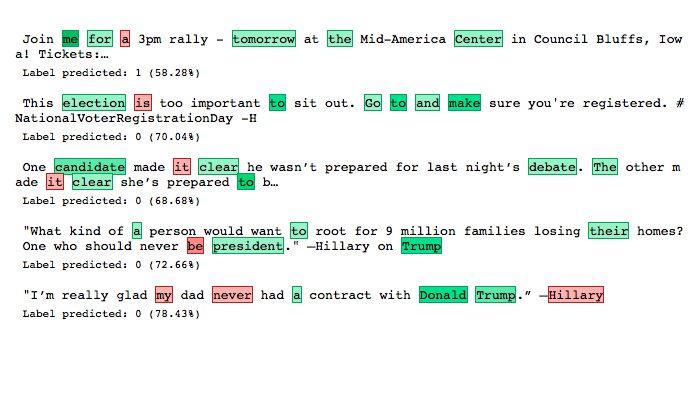 Join me for a 3pm rally – tomorrow at the Mid-America Center in Council Bluffs, Iow
a! Tickets:…
Label predicted: 1 (58.28%)
This election is too important to sit out. Go to and make sure you're registered. #
NationalVoterRegistrationDay -H
Label predicted: 0 (70.04%)
One candidate made it clear he wasn’t prepared for last night’s debate. The other m
ade it clear she’s prepared to b…
Label predicted: 0 (68.68%)
"What kind of a person would want to root for 9 million families losing their homes?
One who should never be president." —Hillary on Trump
Label predicted: 0 (72.66%)
"I’m really glad my dad never had a contract with Donald Trump.” —Hillary
Label predicted: 0 (78.43%)